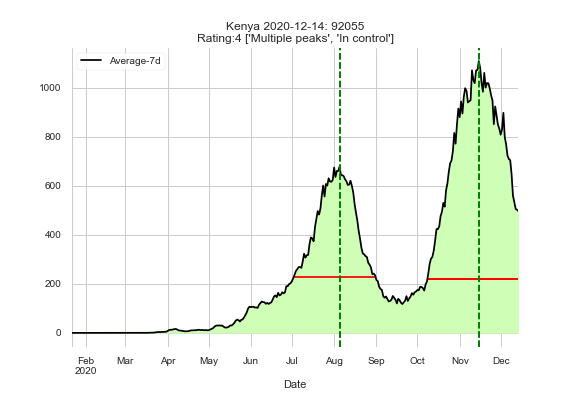 Kenya 2020-12-14: 92055
Rating:4 ['Multiple peaks', 'In control']
Average-7d
1000
800
600
400
200
0
Feb Mar Apr May Jun Jul Aug Sep Oct Nov Dec
2020
Date